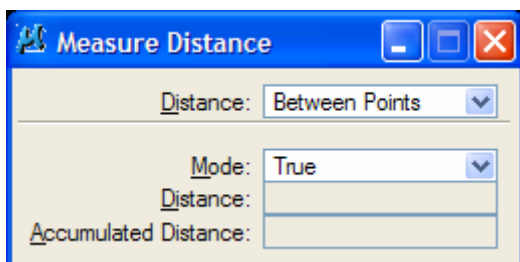 Measure Distance
Distance: Between Points
Mode: True
Distance:
Accumulated Distance: